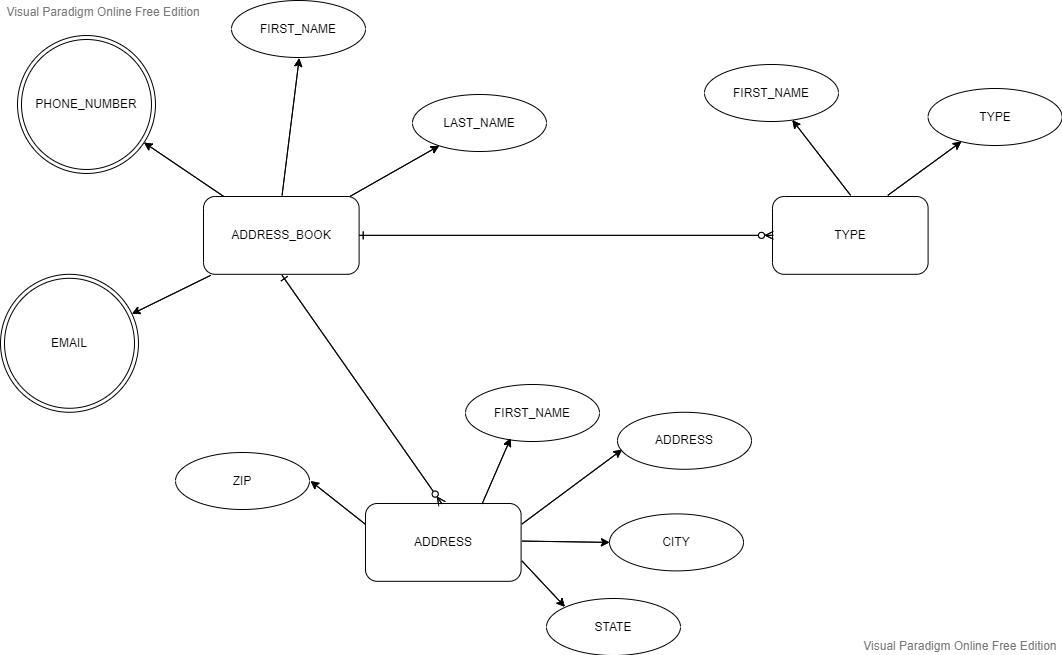 Visual Paradigm Online Free Edition
FIRST_NAME
PHONE_NUMBER
LAST_NAME
FIRST_NAME
TYPE
ADDRESS_BOOK
TYPE
EMAIL
FIRST_NAME
ADDRESS
ZIP
ADDRESS
CITY
STATE
Visual Paradigm Online Free Edition